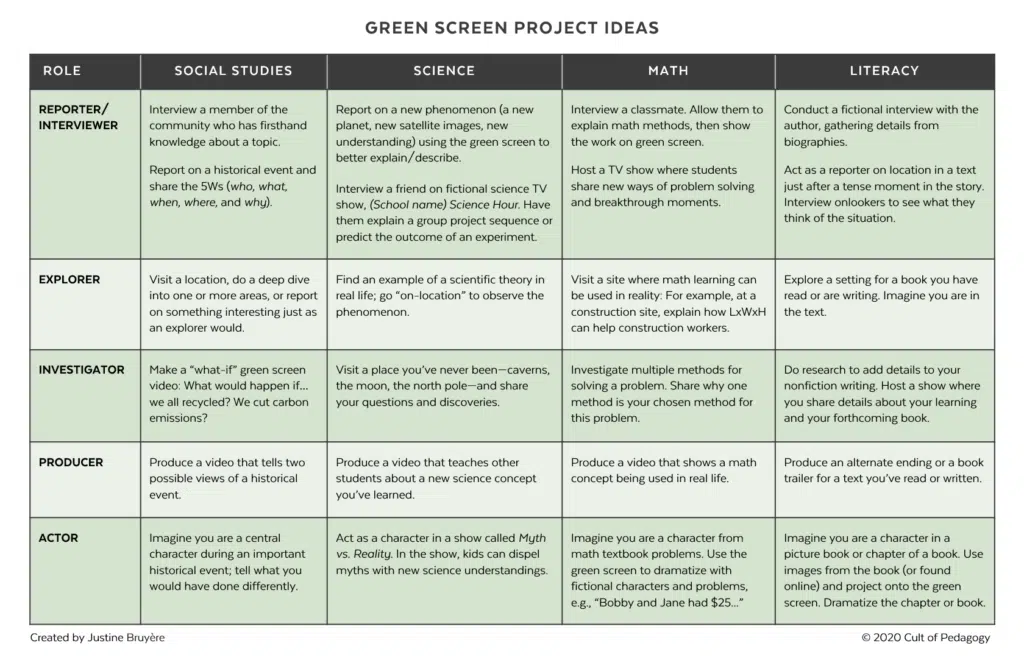 GREEN SCREEN PROJECT IDEAS
ROLE
SOCIAL STUDIES
SCIENCE
MATH
LITERACY
REPORTER/
INTERVIEWER
Interview a member of the
community who has firsthand
knowledge about a topic.
Report on a historical event and
share the 5Ws (who, what,
when, where, and why).
Report on a new phenomenon (a new
planet, new satellite images, new
understanding) using the green screen to
better explain/describe.
Interview a friend on fictional science TV
show, (School name) Science Hour. Have
them explain a group project sequence or
predict the outcome of an experiment.
Interview a classmate. Allow them to
explain math methods, then show
the work on green screen.
Host a TV show where students
share new ways of problem solving
and breakthrough moments.
Conduct a fictional interview with the
author, gathering details from
biographies.
Act as a reporter on location in a text
just after a tense moment in the story.
Interview onlookers to see what they
think of the situation.
EXPLORER
Visit a location, do a deep dive
into one or more areas, or report
on something interesting just as
an explorer would.
Find an example of a scientific theory in
real life; go “on-location” to observe the
phenomenon.
Visit a site where math learning can
be used in reality: For example, at a
construction site, explain how LxWxH
can help construction workers.
Explore a setting for a book you have
read or are writing. Imagine you are in
the text.
INVESTIGATOR
Make a “what-if” green screen
video: What would happen if...
we all recycled? We cut carbon
emissions?
Visit a place you’ve never been—caverns,
the moon, the north pole—and share
your questions and discoveries.
Investigate multiple methods for
solving a problem. Share why one
method is your chosen method for
this problem.
Do research to add details to your
nonfiction writing. Host a show where
you share details about your learning
and your forthcoming book.
PRODUCER
Produce a video that tells two
possible views of a historical
event.
Produce a video that teaches other
students about a new science concept
you’ve learned.
Produce a video that shows a math
concept being used in real life.
Produce an alternate ending or a book
trailer for a text you’ve read or written.
ACTOR
Imagine you are a central
character during an important
historical event; tell what you
would have done differently.
Act as a character in a show called Myth
vs. Reality. In the show, kids can dispel
myths with new science understandings.
Imagine you are a character from
math textbook problems. Use the
green screen to dramatize with
fictional characters and problems,
e.g., “Bobby and Jane had $25...”
Imagine you are a character in a
picture book or chapter of a book. Use
images from the book (or found
online) and project onto the green
screen. Dramatize the chapter or book.
Created by Justine Bruyère
© 2020 Cult of Pedagogy